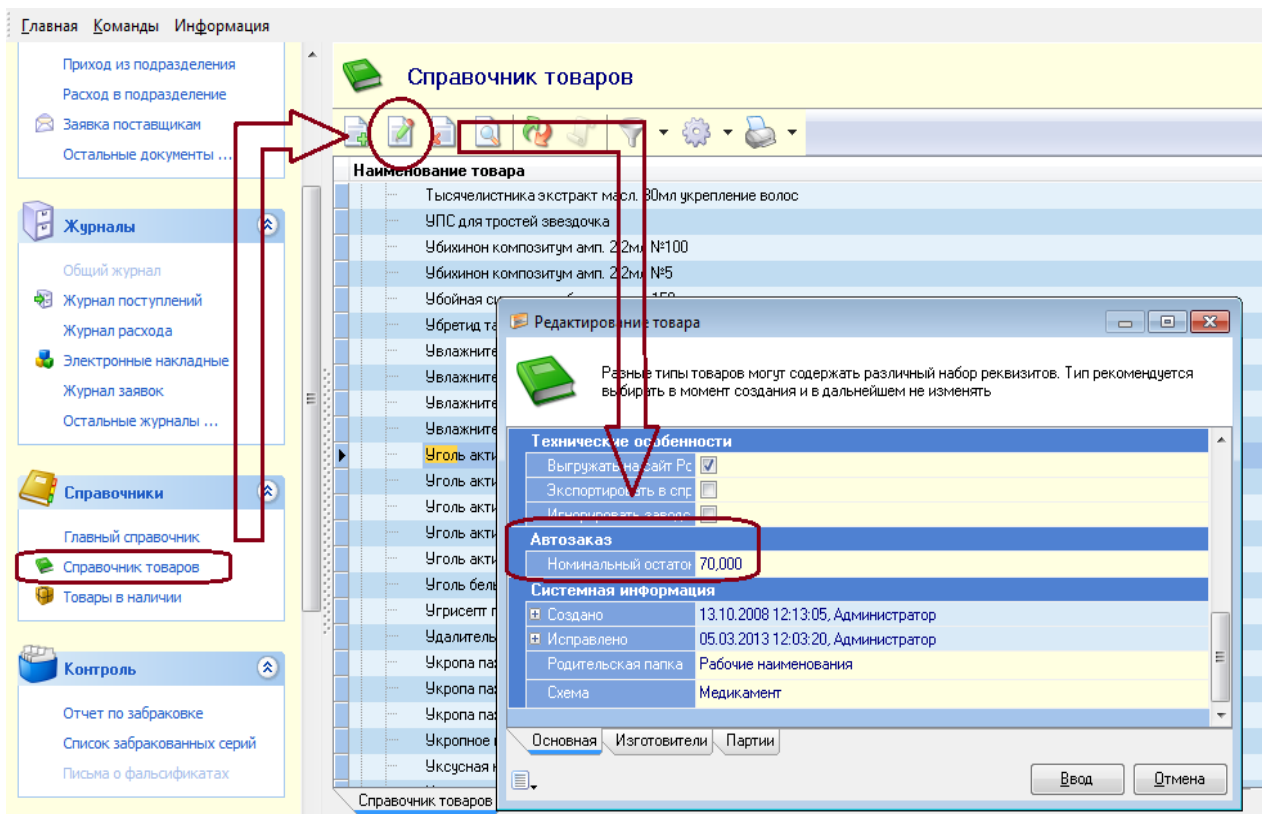 Главная Команды Информация
Приход из подразделения
Расход в подразделение
Заявка поставщикам
Остальные документы ...
Журналы
Общий журнал
Журнал поступлений
Журнал расхода
Электронные накладные
Журнал заявок
Остальные журналы ...
Справочники
Главный справочник
Справочник товаров
Товары в наличии
Контроль
Отчет по забраковке
Список забракованных серий
Письма о фальсификатах
Справочник товаров
Наименование товара
Тысячелистника экстракт масл. 30мл укрепление волос
УПС для тростей звездочка
Убихинон композитум амп. 2,2мл №100
Убихинон композитум амп. 2,2мл №5
Убойная
Убретид та
Увлажните
Увлажните
Увлажните
Увлажните
Уголь акти
Уголь акти
Уголь акти
Уголь акти
Уголь акти
Уголь бел
Угрисепт
Удалитель
Укропа па
Укропа па
Укропа па
Укропное
Уксусная
Справочник товаров
Редактирование товара
Разные типы товаров могут содержать различный набор реквизитов. Тип рекомендуется
выбирать в момент создания и в дальнейшем не изменять
Технические особенности
Выгружать на сайт Рс
Экспортировать в спр
Игнорировать заводс
Автозаказ
Номинальный остаток 70,000
Системная информация
Создано 13.10.2008 12:13:05, Администратор
Исправлено 05.03.2013 12:03:20, Администратор
Родительская папка Рабочие наименования
Схема Медикамент
Основная Изготовители Партии
Ввод Отмена